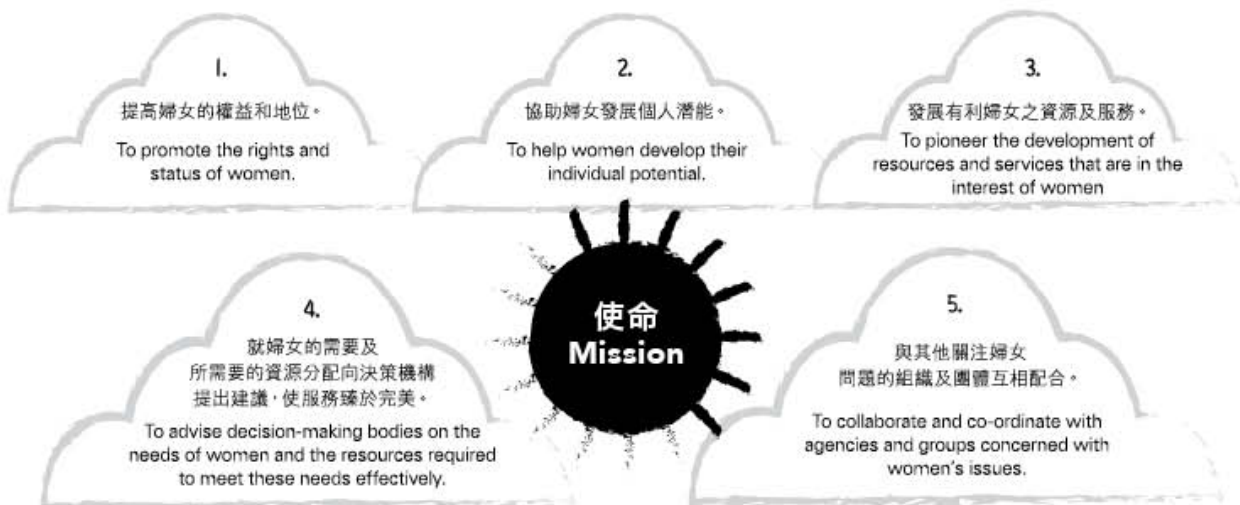 1.
提高婦女的權益和地位。
To promote the rights and
status of women.
2.
協助婦女發展個人潛能。
To help women develop their
individual potential.
3.
發展有利婦女之資源及服務。
To pioneer the development of
resources and services that are in the
interest of women
使命
Mission
4.
就婦女的需要及
所需要的資源分配向決策機構
提出建議，使服務臻於完美。
To advise decision-making bodies on the
needs of women and the resources required
to meet these needs effectively.
5.
與其他關注婦女
問題的組織及團體互相配合。
To collaborate and co-ordinate with
agencies and groups concerned with
women's issues.